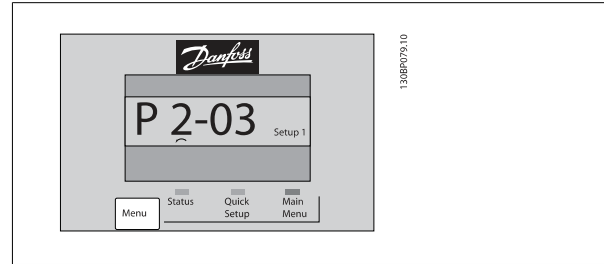 Danfoss
130BP079.10
P 2-03 Setup 1
Status Quick Setup Main Menu
Menu